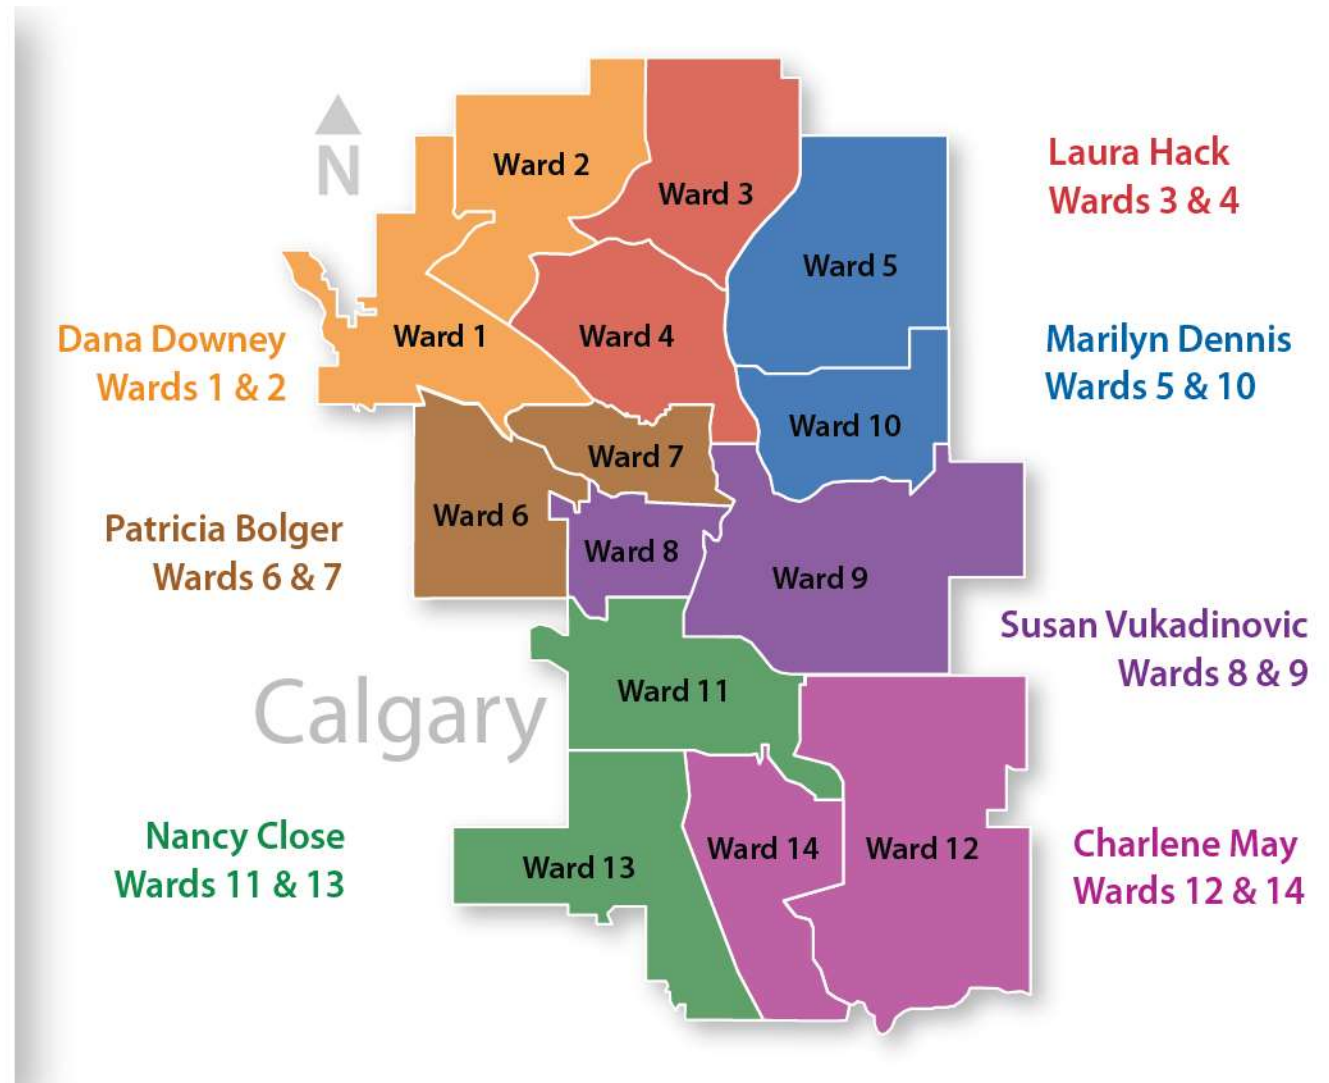 N
Ward 2
Ward 3
Laura Hack
Wards 3 & 4
Ward 5
Dana Downey
Wards 1 & 2
Ward 1
Ward 4
Marilyn Dennis
Wards 5 & 10
Ward 10
Ward 7
Patricia Bolger
Wards 6 & 7
Ward 6
Ward 8
Ward 9
Susan Vukadinovic
Wards 8 & 9
Calgary
Ward 11
Nancy Close
Wards 11 & 13
Ward 13
Ward 14
Ward 12
Charlene May
Wards 12 & 14